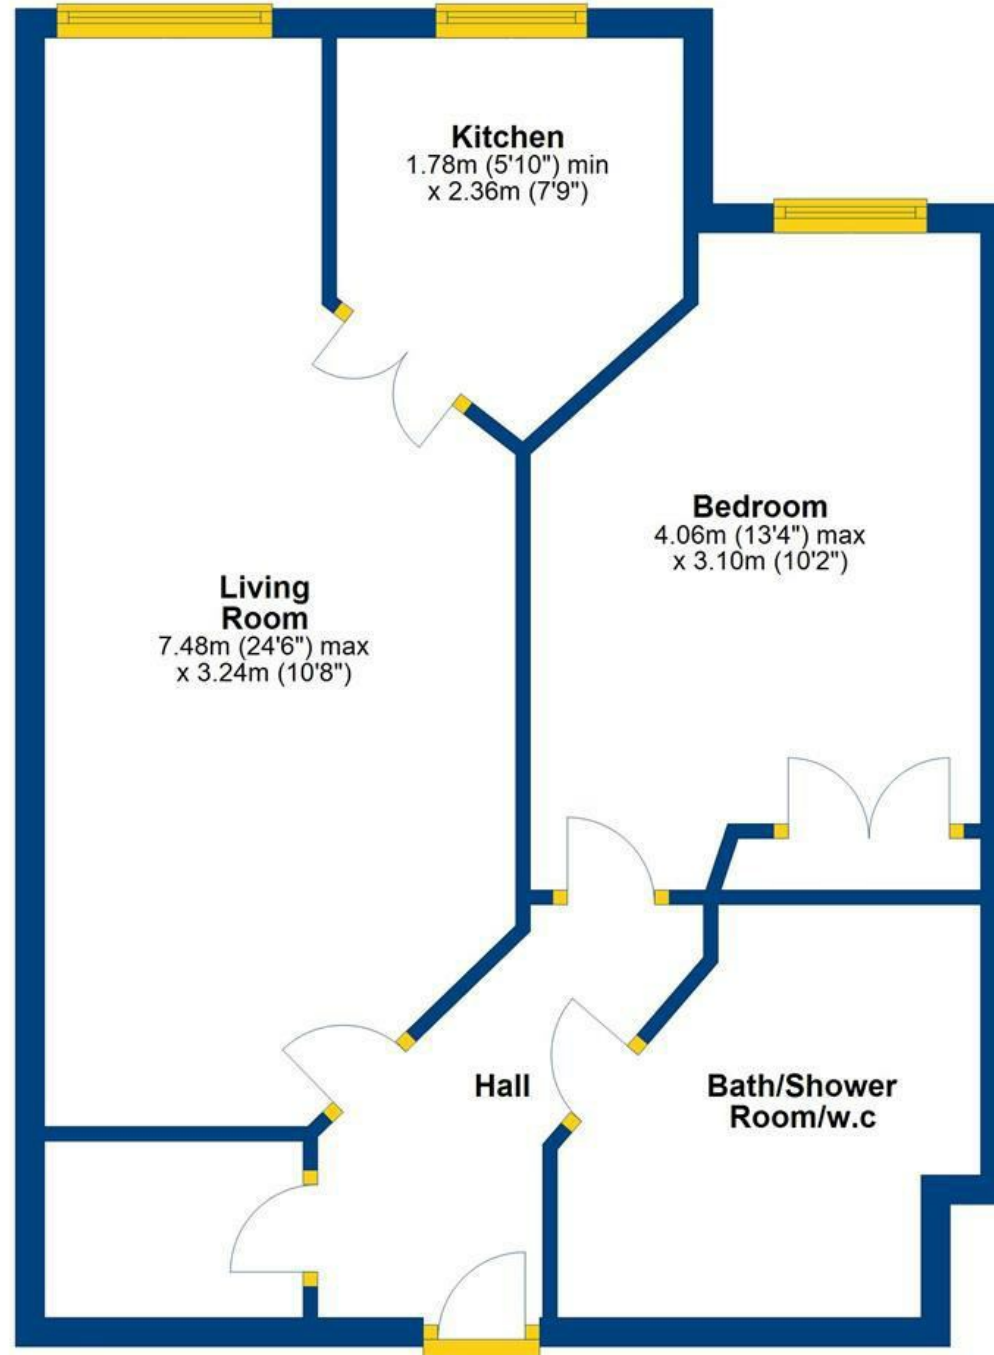 Kitchen
1.78m (5'10") min
x 2.36m (7'9")
Bedroom
4.06m (13'4") max
x 3.10m (10'2")
Living
Room
7.48m (24'6") max
x 3.24m (10'8")
Hall
Bath/Shower
Room/w.c